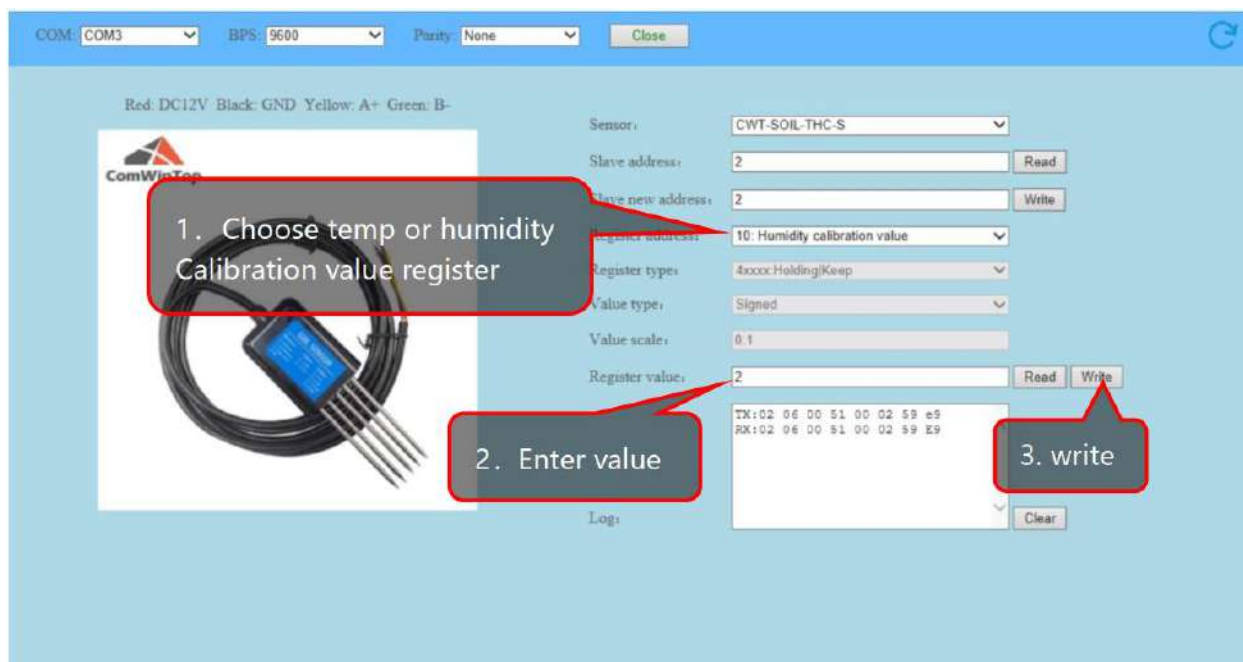 COM: COM3 BPS: 9600 Parity: None Close
Red: DC12V Black: GND Yellow: A+ Green: B-
ComWinTop
Sensor: CWT-SOIL-THC-S
Slave address: 2 Read
Slave new address: 2 Write
1. Choose temp or humidity
Calibration value register
Register address: 10: Humidity calibration value
Register type: 4xxxx:Holding|Keep
Value type: Signed
Value scale: 0.1
Register value: 2 Read Write
SOIL SENSOR
TX:02 06 00 51 00 02 59 e9
RX:02 06 00 51 00 02 59 E9
2. Enter value
3. write
Log: Clear